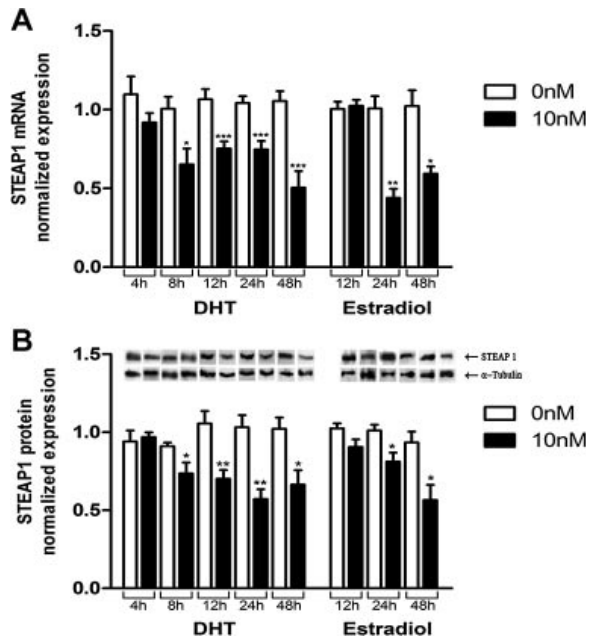 A
STEAP1 mRNA
normalized expression
1.5
1.0
0.5
0.0
* *** *** *** ** *
0nM
10nM
4h 8h 12h 24h 48h 12h 24h 48h
DHT Estradiol
B
STEAP1 protein
normalized expression
1.5
1.0
0.5
0.0
← STEAP 1
← α-Tubulin
* ** ** * * *
0nM
10nM
4h 8h 12h 24h 48h 12h 24h 48h
DHT Estradiol